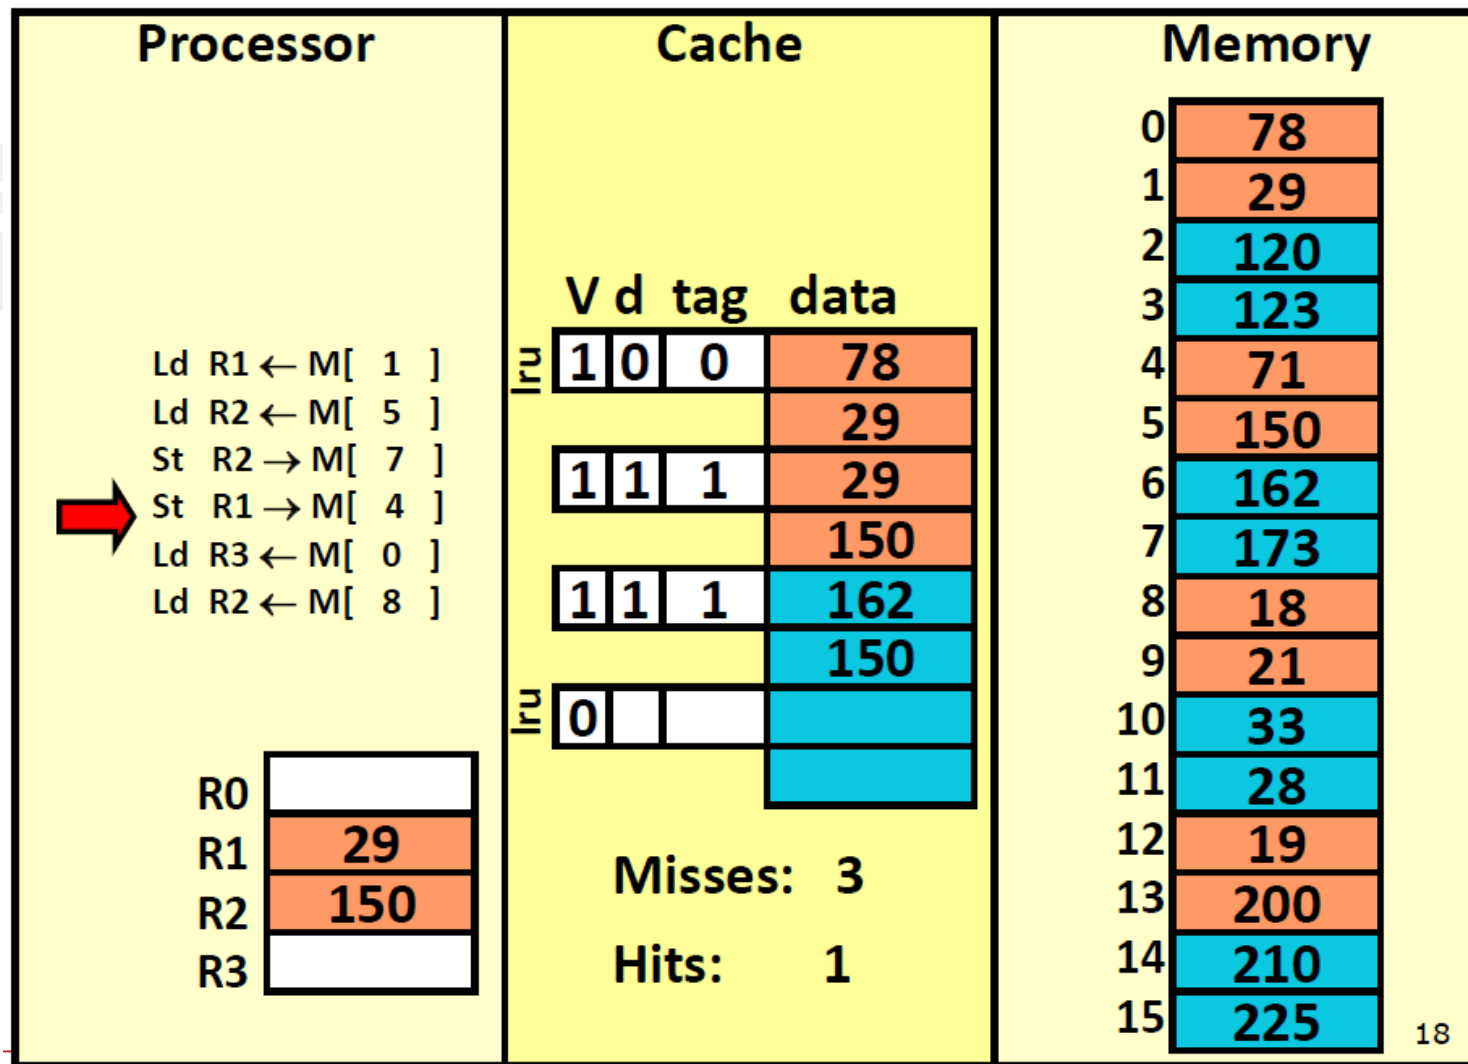 Processor
Ld R1 ← M[ 1 ]
Ld R2 ← M[ 5 ]
St R2 → M[ 7 ]
St R1 → M[ 4 ]
Ld R3 ← M[ 0 ]
Ld R2 ← M[ 8 ]
R0
R1 29
R2 150
R3
Cache
V d tag data
lru 1 0 0 78
29
1 1 1 29
150
1 1 1 162
150
lru 0
Misses: 3
Hits: 1
Memory
0 78
1 29
2 120
3 123
4 71
5 150
6 162
7 173
8 18
9 21
10 33
11 28
12 19
13 200
14 210
15 225
18